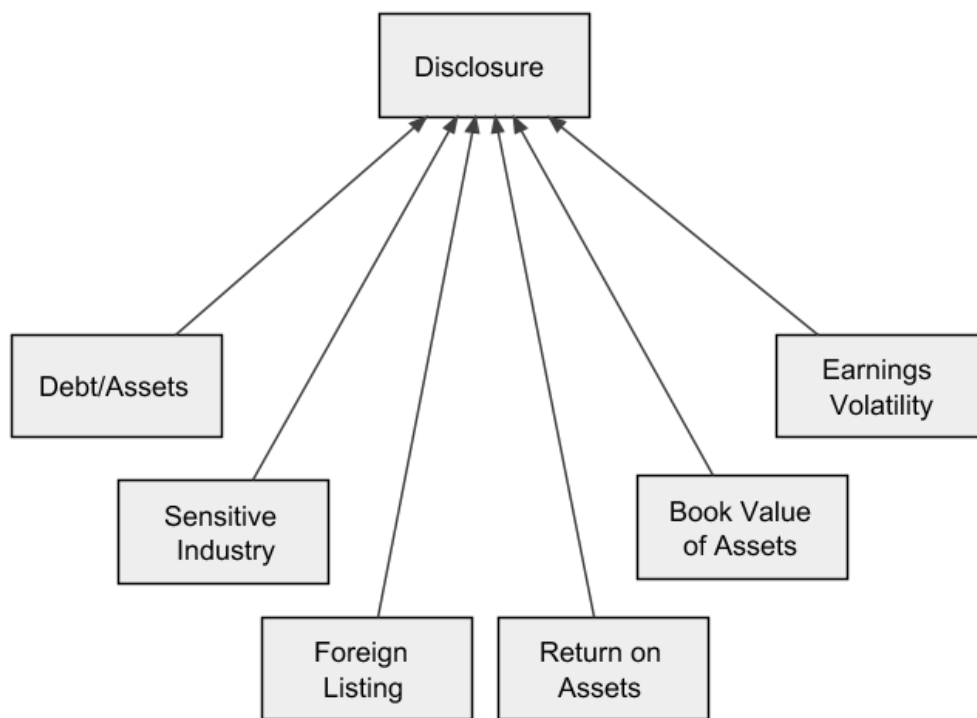 Disclosure
Debt/Assets
Earnings
Volatility
Sensitive
Industry
Book Value
of Assets
Foreign
Listing
Return on
Assets